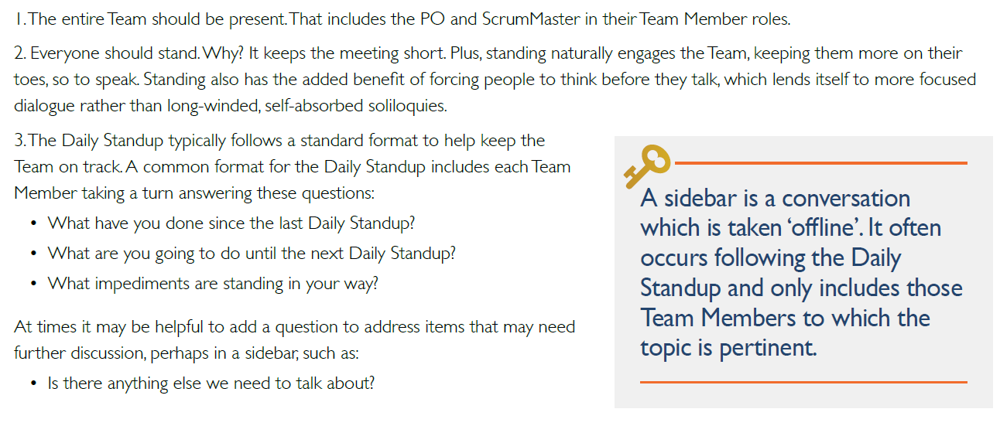 1. The entire Team should be present. That includes the PO and ScrumMaster in their Team Member roles.
2. Everyone should stand. Why? It keeps the meeting short. Plus, standing naturally engages the Team, keeping them more on their
toes, so to speak. Standing also has the added benefit of forcing people to think before they talk, which lends itself to more focused
dialogue rather than long-winded, self-absorbed soliloquies.
3. The Daily Standup typically follows a standard format to help keep the
Team on track. A common format for the Daily Standup includes each Team
Member taking a turn answering these questions:
• What have you done since the last Daily Standup?
• What are you going to do until the next Daily Standup?
• What impediments are standing in your way?
At times it may be helpful to add a question to address items that may need
further discussion, perhaps in a sidebar, such as:
• Is there anything else we need to talk about?
A sidebar is a conversation
which is taken ‘offline’. It often
occurs following the Daily
Standup and only includes those
Team Members to which the
topic is pertinent.